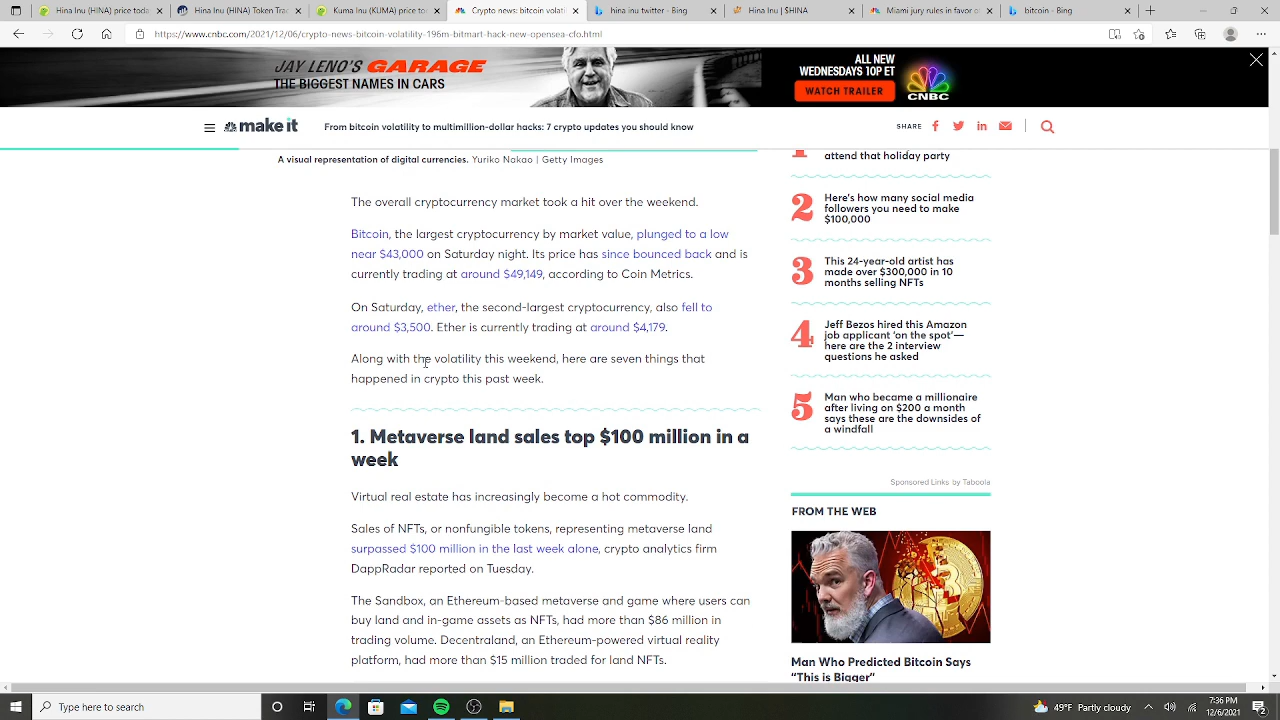 Hina Inu (HINA) price today,
Hina Inu (HINA)
bitcoin - Bing News
bitcoin volatil
bitcoin twitter - Bing
Hina Inu $HINA
bitcoin - Bing
https://www.cnbc.com/2021/12/06/crypto-news-bitcoin-volatility-196m-bitmart-hack-new-opensea-cfo.html
JAY LENO'S GARAGE
THE BIGGEST NAMES IN CARS
ALL NEW
WEDNESDAYS 10P ET
WATCH TRAILER
CNBC
make it
From bitcoin volatility to multimillion-dollar hacks: 7 crypto updates you should know
SHARE
A visual representation of digital currencies. Yuriko Nakao | Getty Images
The overall cryptocurrency market took a hit over the weekend.
Bitcoin, the largest cryptocurrency by market value, plunged to a low
near $43,000 on Saturday night. Its price has since bounced back and is
currently trading at around $49,149, according to Coin Metrics.
On Saturday, ether, the second-largest cryptocurrency, also fell to
around $3,500. Ether is currently trading at around $4,179.
Along with the volatility this weekend, here are seven things that
happened in crypto this past week.
1. Metaverse land sales top $100 million in a
week
Virtual real estate has increasingly become a hot commodity.
Sales of NFTs, or nonfungible tokens, representing metaverse land
surpassed $100 million in the last week alone, crypto analytics firm
DappRadar reported on Tuesday.
The Sandbox, an Ethereum-based metaverse and game where users can
buy land and in-game assets as NFTs, had more than $86 million in
trading volume. Decentraland, an Ethereum-powered virtual reality
platform, had more than $15 million traded for land NFTs.
1
attend that holiday party
2
Here's how many social media
followers you need to make
$100,000
3
This 24-year-old artist has
made over $300,000 in 10
months selling NFTs
4
Jeff Bezos hired this Amazon
job applicant 'on the spot'—
here are the 2 interview
questions he asked
5
Man who became a millionaire
after living on $200 a month
says these are the downsides of
a windfall
Sponsored Links by Taboola
FROM THE WEB
Man Who Predicted Bitcoin Says
"This is Bigger"
Type here to search
49°F Partly cloudy
7:36 PM
12/6/2021
2